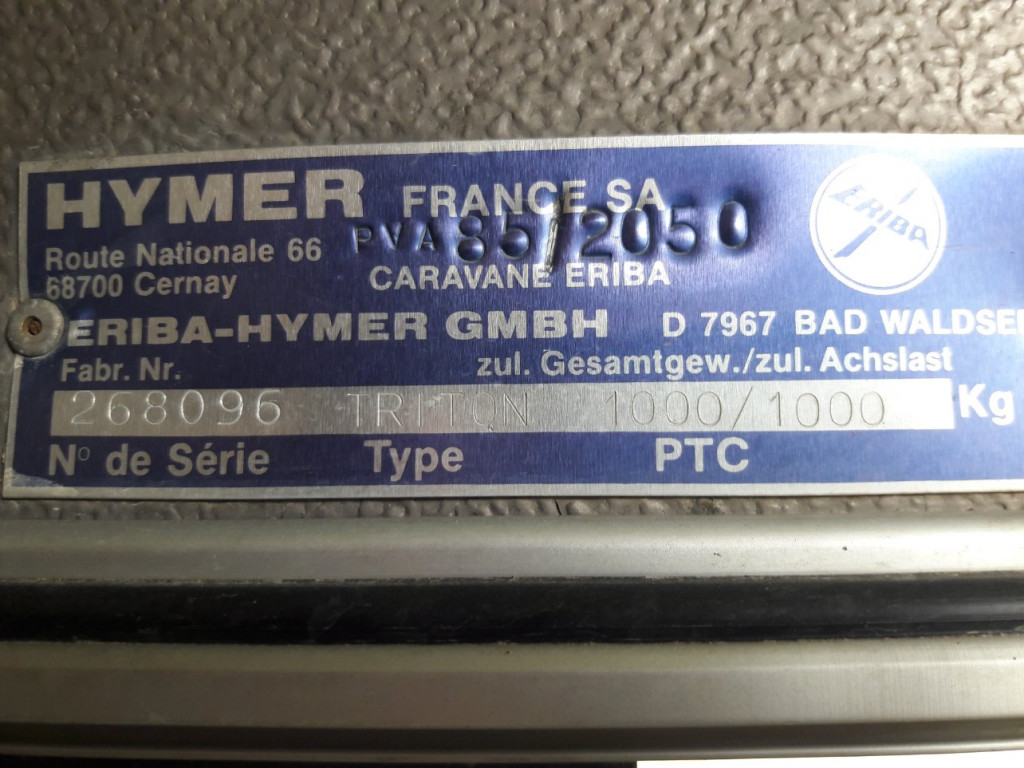 HYMER FRANCE SA
ERIBA
Route Nationale 66 PVA 85/2050
68700 Cernay CARAVANE ERIBA
ERIBA-HYMER GMBH D 7967 BAD WALDSE
Fabr. Nr. zul. Gesamtgew./zul. Achslast
268096 TRITON 1000/1000 Kg
No de Série Type PTC